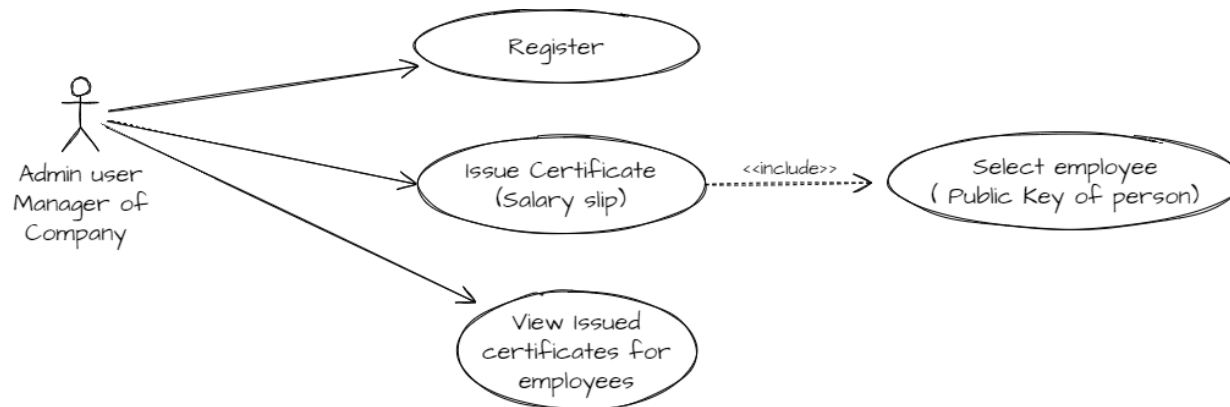 Register
Admin user
Manager of
Company
Issue Certificate
(Salary slip)
<<include>>
Select employee
( Public Key of person)
View Issued
certificates for
employees